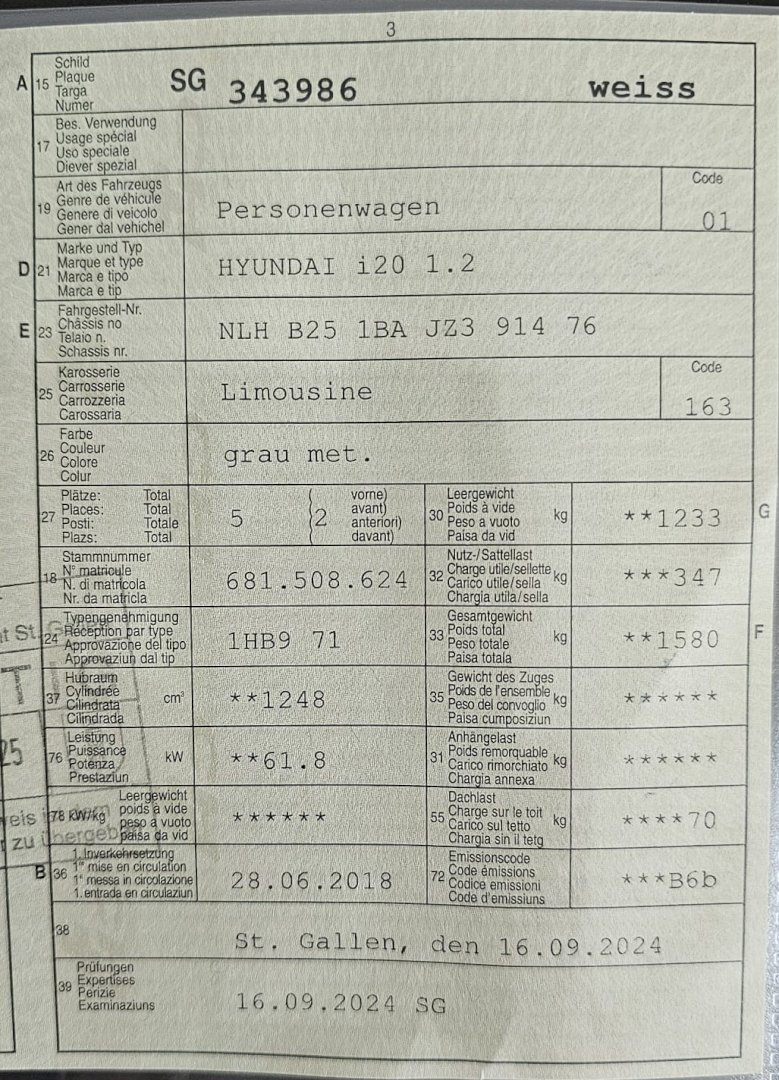 3
A 15 Schild Plaque Targa Numer SG 343986 weiss
17 Bes. Verwendung Usage spécial Uso speciale Diever spezial
19 Art des Fahrzeugs Genre de véhicule Genere di veicolo Gener dal vehichel Personenwagen Code 01
D 21 Marke und Typ Marque et type Marca e tipo Marca e tip HYUNDAI i20 1.2
E 23 Fahrgestell-Nr. Châssis no Telaio n. Schassis nr. NLH B25 1BA JZ3 914 76
25 Karosserie Carrosserie Carrozzeria Carossaria Limousine Code 163
26 Farbe Couleur Colore Colur grau met.
27 Plätze: Total Places: Total Posti: Totale Plazs: Total 5 (2 vorne) avant) anteriori) davant)
30 Leergewicht Poids à vide Peso a vuoto Paisa da vid kg **1233 G
18 Stammnummer N° matricule N. di matricola Nr. da matricla 681.508.624
32 Nutz-/Sattellast Charge utile/sellette Carico utile/sella Chargia utila/sella kg ***347
24 Typengenehmigung Réception par type Approvazione del tipo Approvaziun dal tip 1HB9 71
33 Gesamtgewicht Poids total Peso totale Paisa totala kg **1580 F
37 Hubraum Cylindrée Cilindrata Cilindrada cm³ **1248
35 Gewicht des Zuges Poids de l'ensemble Peso del convoglio Paisa cumposiziun kg ******
76 Leistung Puissance Potenza Prestaziun kW **61.8
31 Anhängelast Poids remorquable Carico rimorchiato Chargia annexa kg ******
78 kW/kg Leergewicht poids à vide peso a vuoto paisa da vid ******
55 Dachlast Charge sur le toit Carico sul tetto Chargia sin il tetg kg ****70
B 36 1. Inverkehrsetzung 1re mise en circulation 1a messa in circolazione 1. entrada en circulaziun 28.06.2018
72 Emissionscode Code émissions Codice emissioni Code d'emissiuns ***B6b
38 St. Gallen, den 16.09.2024
39 Prüfungen Expertises Perizie Examinaziuns 16.09.2024 SG